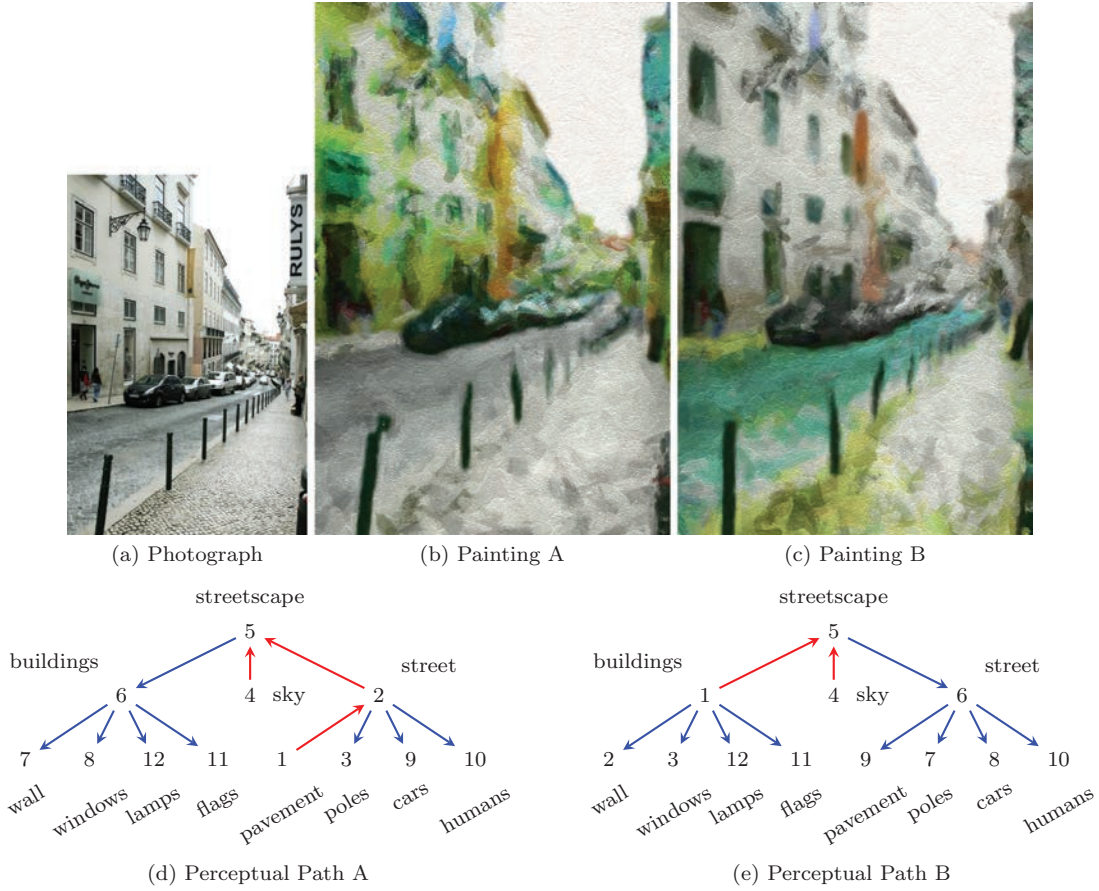 RULYS
(a) Photograph
(b) Painting A
(c) Painting B
streetscape
5
buildings
street
6
4 sky
2
7 8 12 11 1 3 9 10
wall windows lamps flags pavement poles cars humans
(d) Perceptual Path A
streetscape
5
buildings
street
1
4 sky
6
2 3 12 11 9 7 8 10
wall windows lamps flags pavement poles cars humans
(e) Perceptual Path B